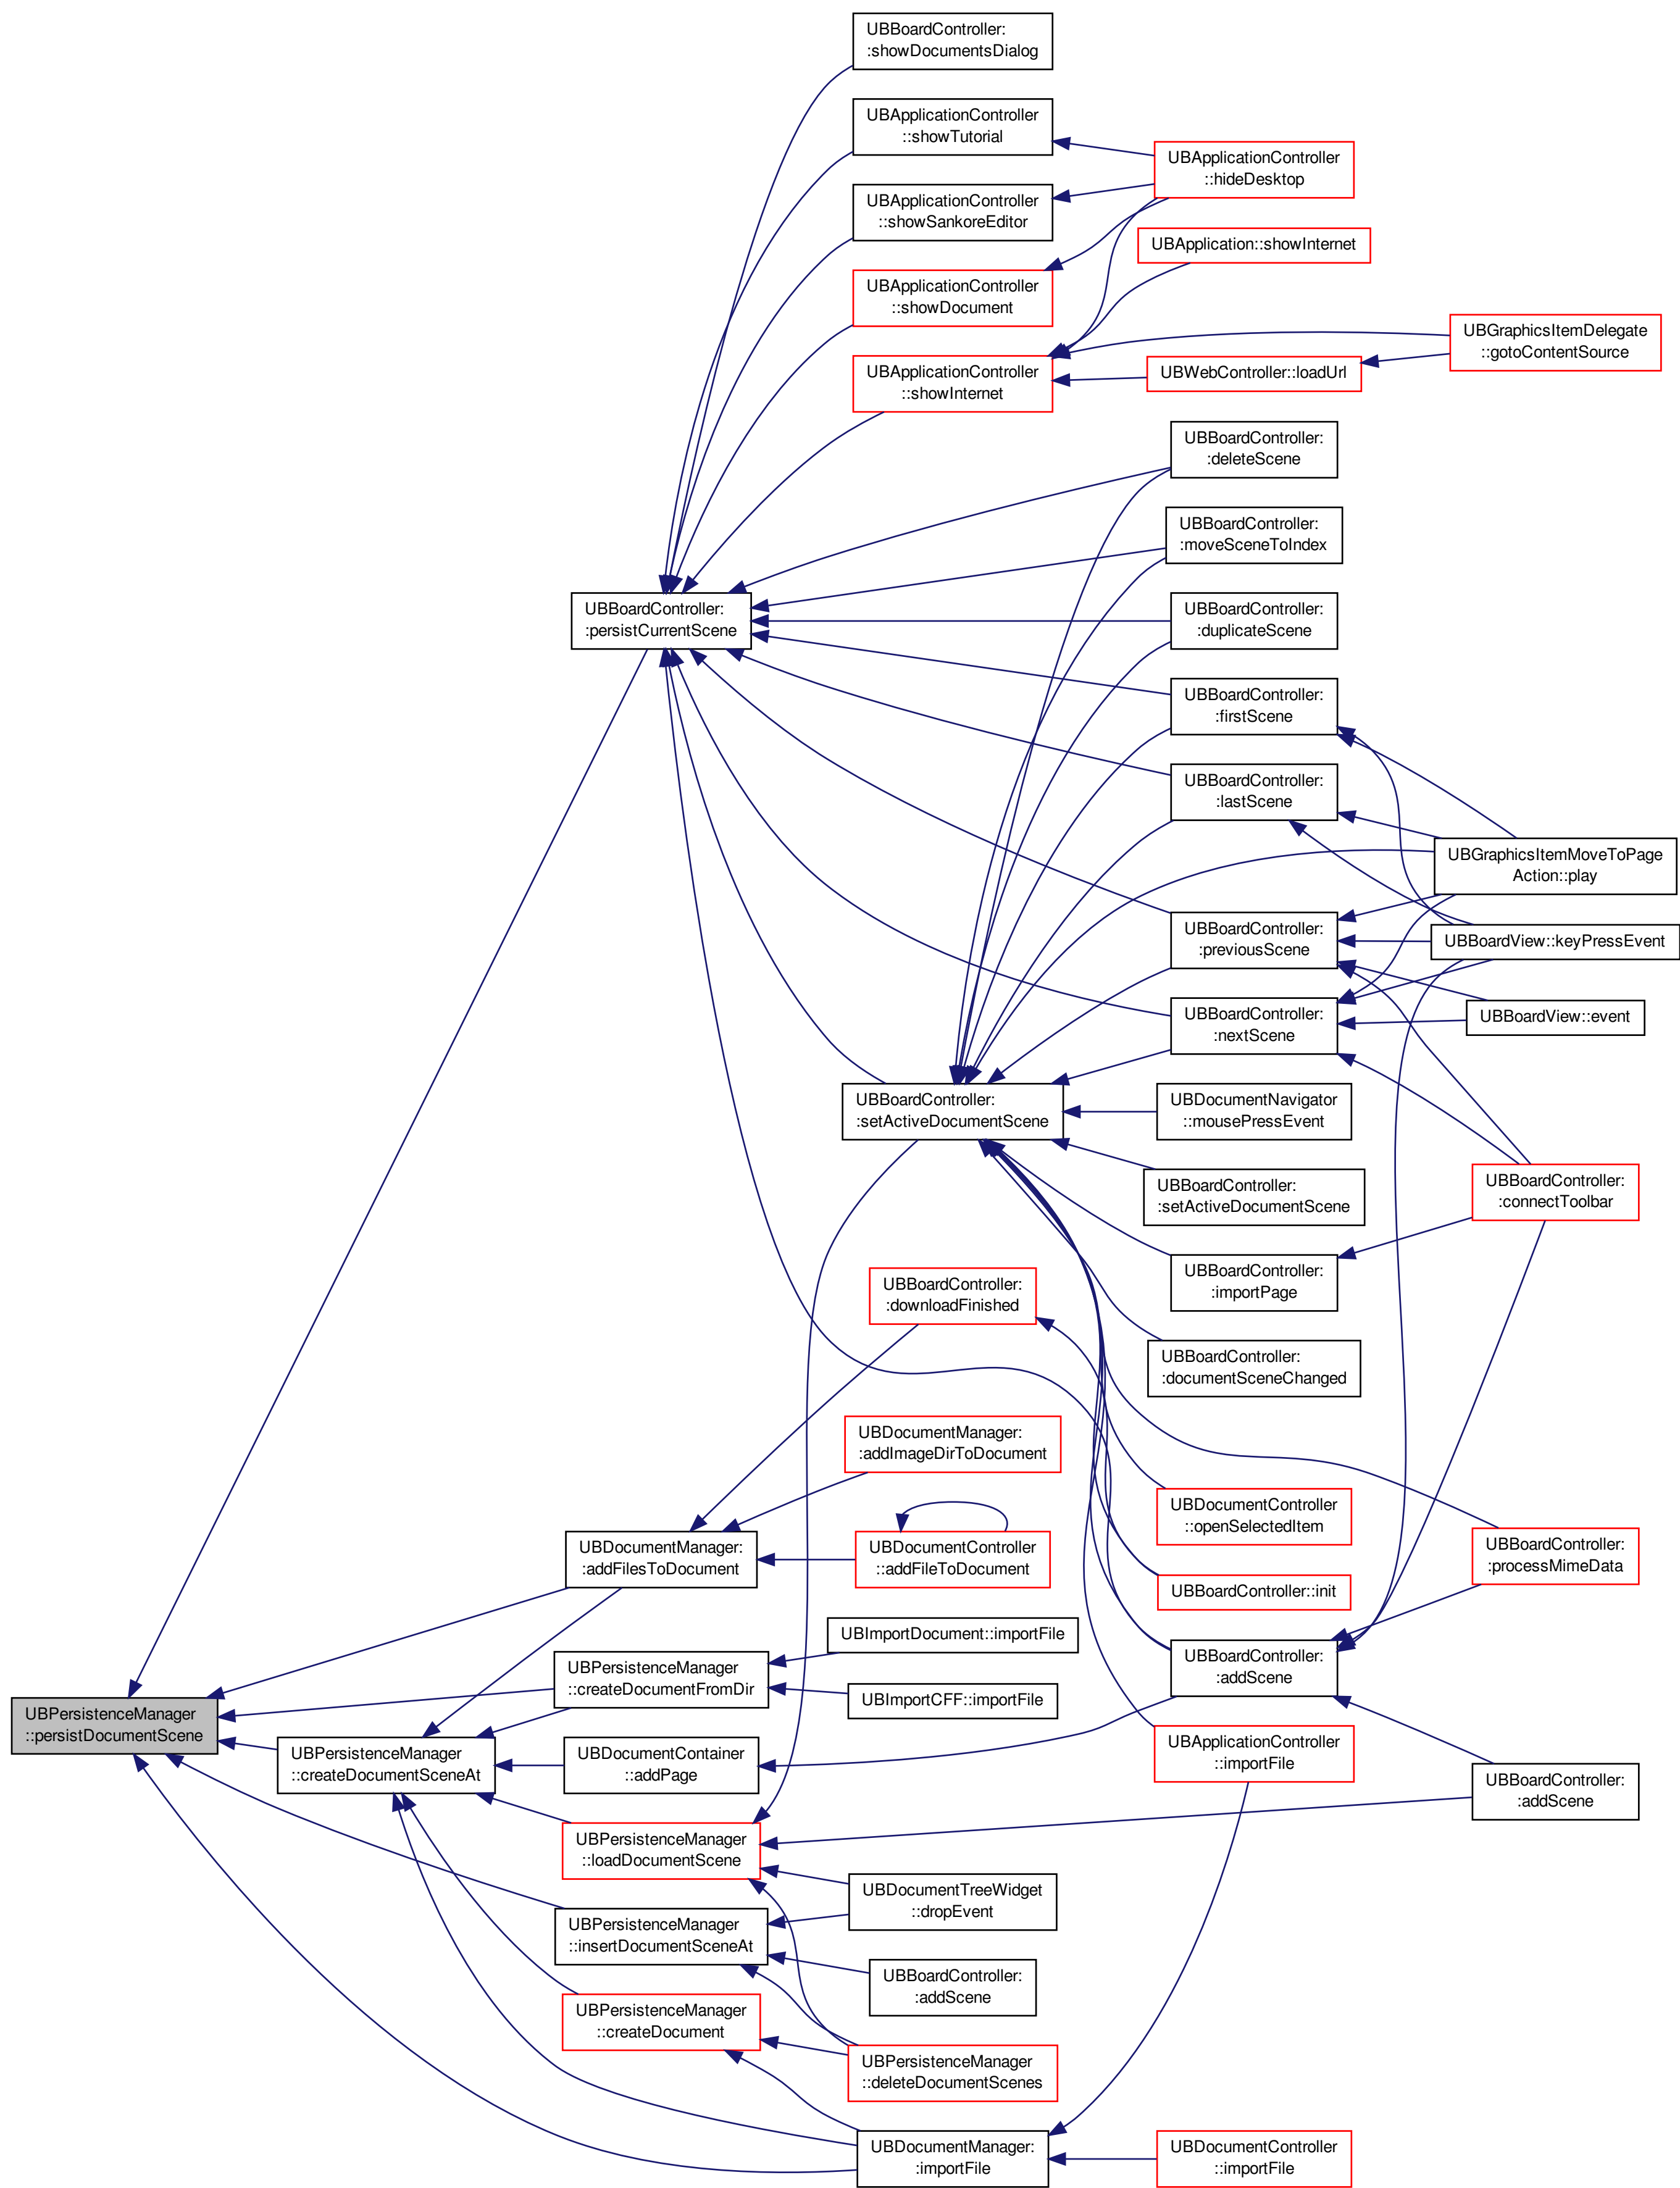 UBBoardController:
:showDocumentsDialog
UBApplicationController
::showTutorial
UBApplicationController
::hideDesktop
UBApplicationController
::showSankoreEditor
UBApplication::showInternet
UBApplicationController
::showDocument
UBGraphicsItemDelegate
::gotoContentSource
UBApplicationController
::showInternet
UBWebController::loadUrl
UBBoardController:
:deleteScene
UBBoardController:
:moveSceneToIndex
UBBoardController:
:persistCurrentScene
UBBoardController:
:duplicateScene
UBBoardController:
:firstScene
UBBoardController:
:lastScene
UBGraphicsItemMoveToPage
Action::play
UBBoardController:
:previousScene
UBBoardView::keyPressEvent
UBBoardController:
:nextScene
UBBoardView::event
UBBoardController:
:setActiveDocumentScene
UBDocumentNavigator
::mousePressEvent
UBBoardController:
:setActiveDocumentScene
UBBoardController:
:connectToolbar
UBBoardController:
:importPage
UBBoardController:
:downloadFinished
UBBoardController:
:documentSceneChanged
UBDocumentManager:
:addImageDirToDocument
UBDocumentController
::openSelectedItem
UBDocumentManager:
:addFilesToDocument
UBDocumentController
::addFileToDocument
UBBoardController:
:processMimeData
UBBoardController::init
UBImportDocument::importFile
UBPersistenceManager
::createDocumentFromDir
UBBoardController:
:addScene
UBImportCFF::importFile
UBPersistenceManager
::persistDocumentScene
UBPersistenceManager
::createDocumentSceneAt
UBDocumentContainer
::addPage
UBApplicationController
::importFile
UBBoardController:
:addScene
UBPersistenceManager
::loadDocumentScene
UBDocumentTreeWidget
::dropEvent
UBPersistenceManager
::insertDocumentSceneAt
UBBoardController:
:addScene
UBPersistenceManager
::createDocument
UBPersistenceManager
::deleteDocumentScenes
UBDocumentManager:
:importFile
UBDocumentController
::importFile